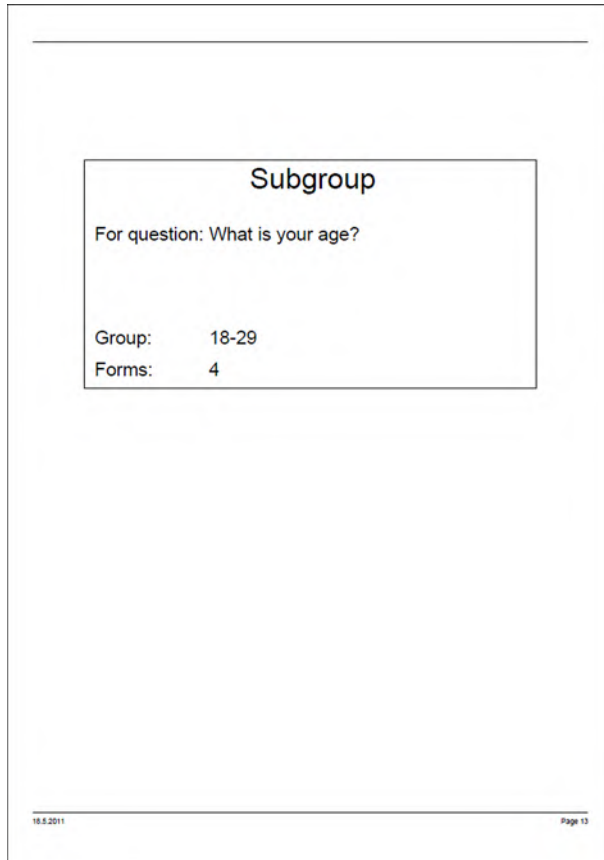 Subgroup
For question: What is your age?
Group: 18-29
Forms: 4
16.5.2011 Page 13